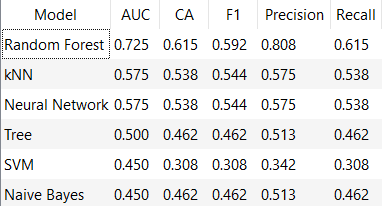 Model AUC CA F1 Precision Recall
Random Forest 0.725 0.615 0.592 0.808 0.615
kNN 0.575 0.538 0.544 0.575 0.538
Neural Network 0.575 0.538 0.544 0.575 0.538
Tree 0.500 0.462 0.462 0.513 0.462
SVM 0.450 0.308 0.308 0.342 0.308
Naive Bayes 0.450 0.462 0.462 0.513 0.462